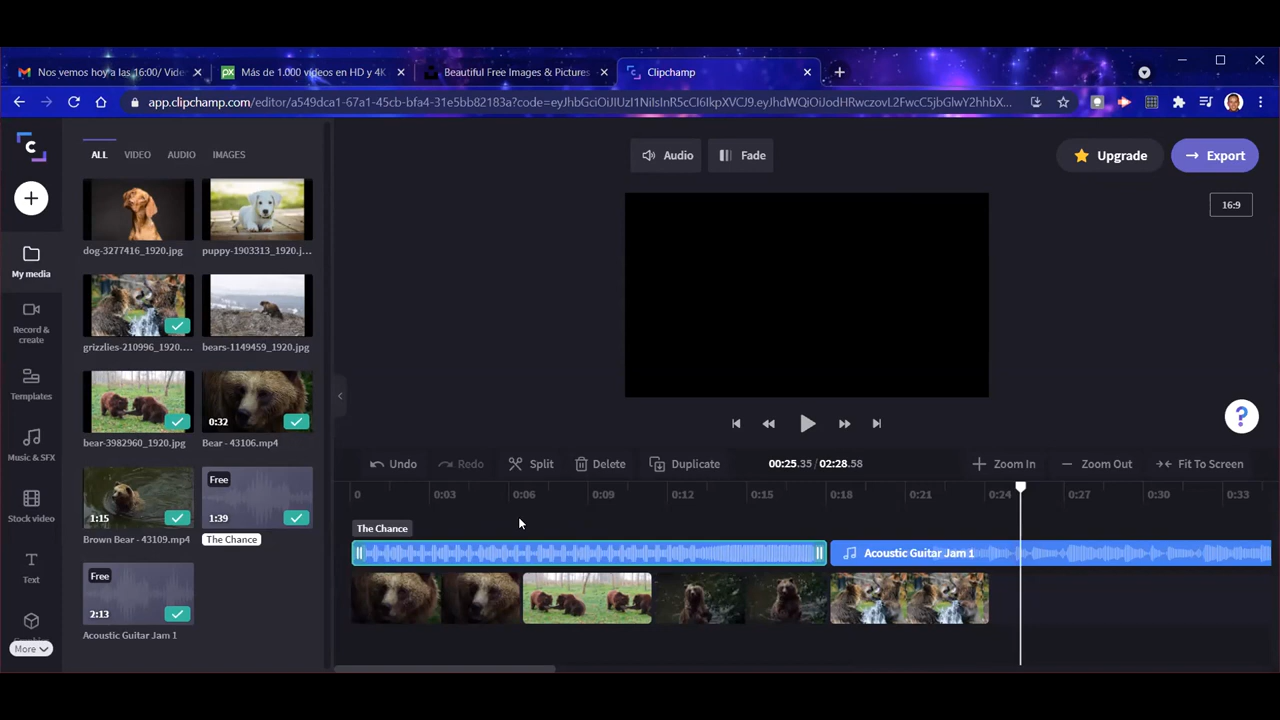 Nos vemos hoy a las 16:00/ Vide
Más de 1.000 vídeos en HD y 4K
Beautiful Free Images & Pictures
Clipchamp
app.clipchamp.com/editor/a549dca1-67a1-45cb-bfa4-31e5bb82183a?code=eyJhbGciOiJIUzI1NiIsInR5cCI6IkpXVCJ9.eyJhdWQiOiJodHRwczovL2FwcC5jbGlwY2hhbX...
ALL VIDEO AUDIO IMAGES
Audio Fade
Upgrade
Export
16:9
My media
Record & create
Templates
Music & SFX
Stock video
Text
More
dog-3277416_1920.jpg
puppy-1903313_1920.j...
grizzlies-210996_1920....
bears-1149459_1920.jpg
bear-3982960_1920.jpg
0:32
Bear - 43106.mp4
1:15
Brown Bear - 43109.mp4
Free
1:39
The Chance
Free
2:13
Acoustic Guitar Jam 1
?
Undo Redo Split Delete Duplicate 00:25.35 / 02:28.58 Zoom In Zoom Out Fit To Screen
0 0:03 0:06 0:09 0:12 0:15 0:18 0:21 0:24 0:27 0:30 0:33
The Chance
Acoustic Guitar Jam 1